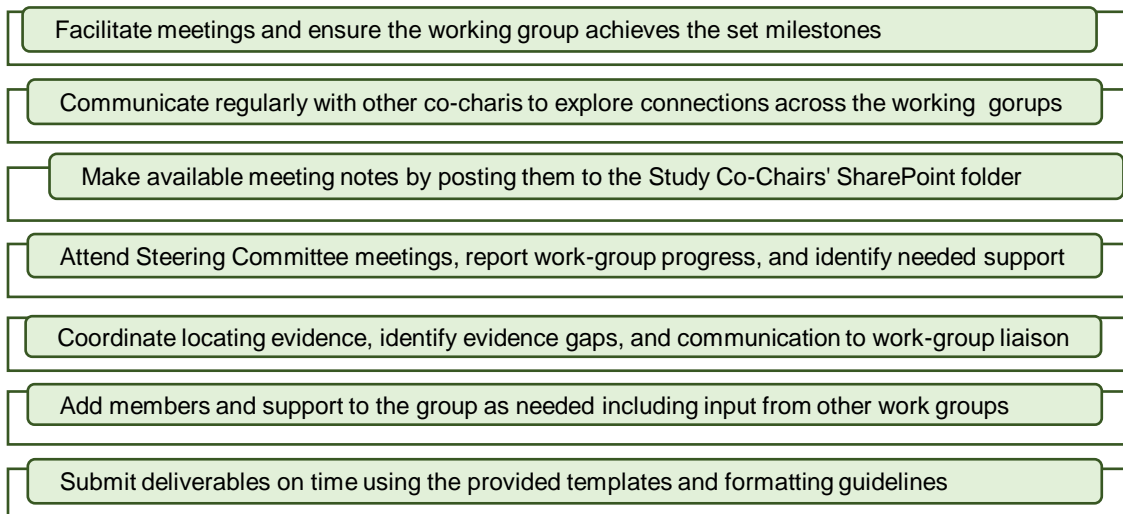 Facilitate meetings and ensure the working group achieves the set milestones
Communicate regularly with other co-charis to explore connections across the working gorups
Make available meeting notes by posting them to the Study Co-Chairs' SharePoint folder
Attend Steering Committee meetings, report work-group progress, and identify needed support
Coordinate locating evidence, identify evidence gaps, and communication to work-group liaison
Add members and support to the group as needed including input from other work groups
Submit deliverables on time using the provided templates and formatting guidelines